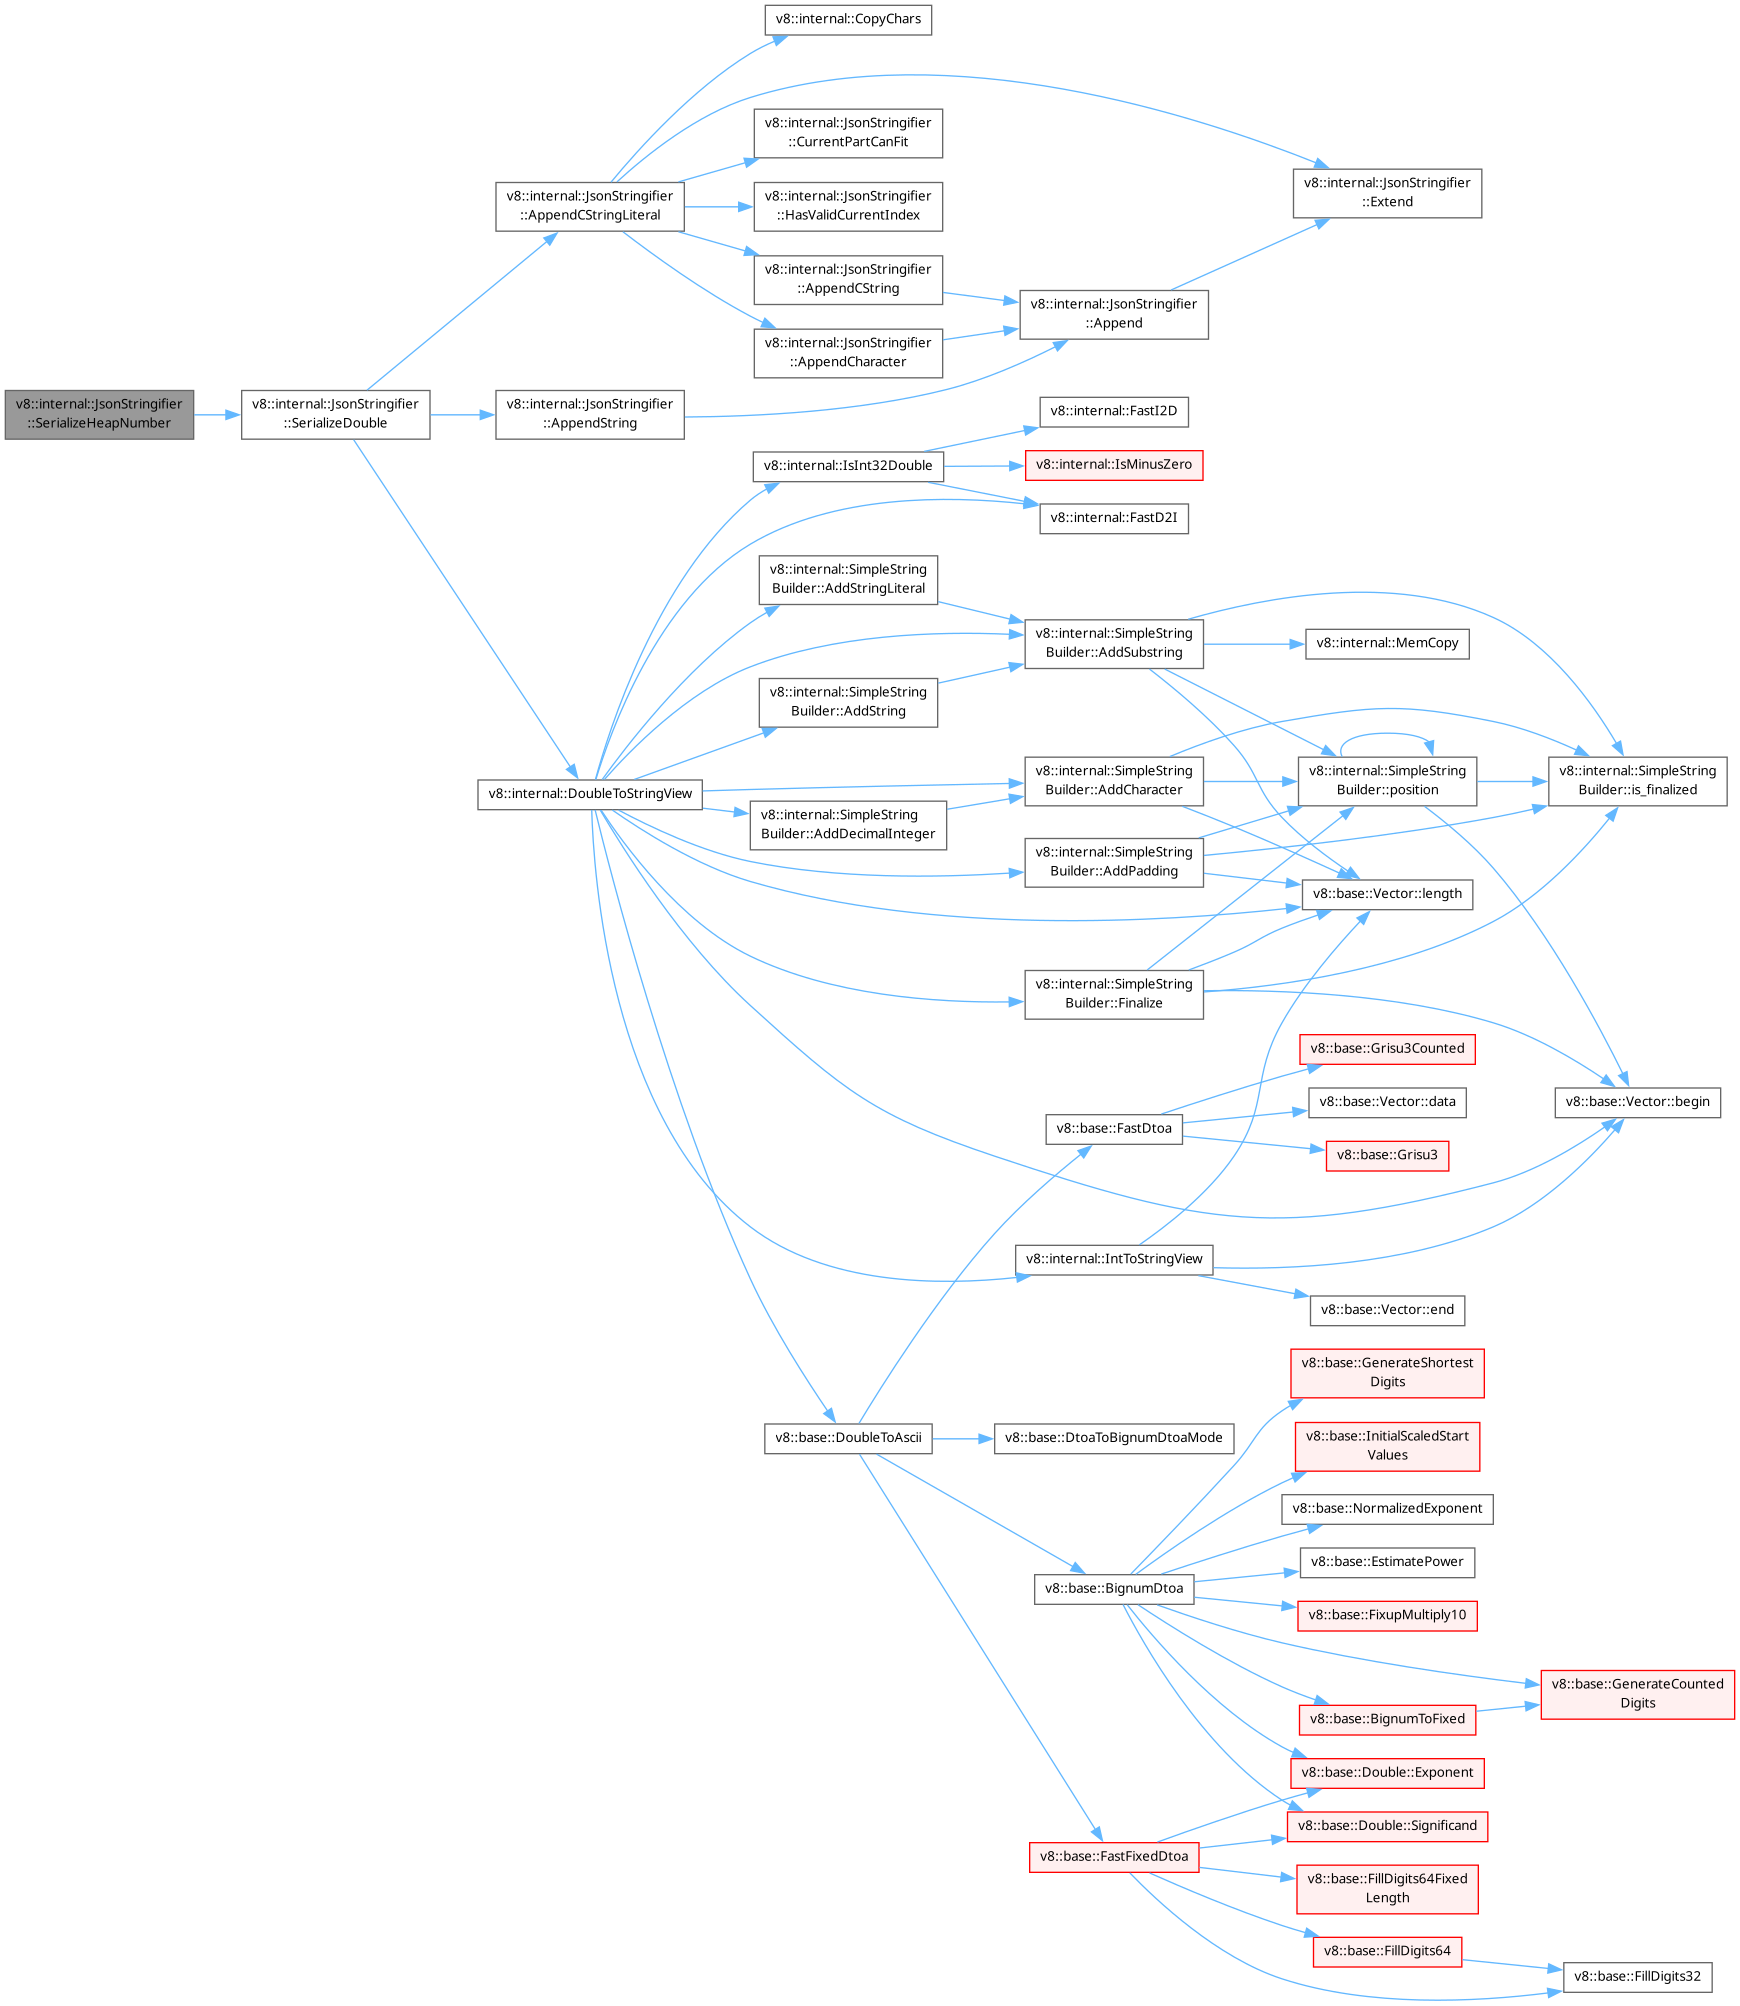 v8::internal::CopyChars
v8::internal::JsonStringifier
::CurrentPartCanFit
v8::internal::JsonStringifier
::Extend
v8::internal::JsonStringifier
::AppendCStringLiteral
v8::internal::JsonStringifier
::HasValidCurrentIndex
v8::internal::JsonStringifier
::AppendCString
v8::internal::JsonStringifier
::Append
v8::internal::JsonStringifier
::AppendCharacter
v8::internal::JsonStringifier
::SerializeHeapNumber
v8::internal::JsonStringifier
::SerializeDouble
v8::internal::JsonStringifier
::AppendString
v8::internal::FastI2D
v8::internal::IsInt32Double
v8::internal::IsMinusZero
v8::internal::FastD2I
v8::internal::SimpleString
Builder::AddStringLiteral
v8::internal::SimpleString
Builder::AddSubstring
v8::internal::MemCopy
v8::internal::SimpleString
Builder::AddString
v8::internal::DoubleToStringView
v8::internal::SimpleString
Builder::AddCharacter
v8::internal::SimpleString
Builder::position
v8::internal::SimpleString
Builder::is_finalized
v8::internal::SimpleString
Builder::AddDecimalInteger
v8::internal::SimpleString
Builder::AddPadding
v8::base::Vector::length
v8::internal::SimpleString
Builder::Finalize
v8::base::Grisu3Counted
v8::base::Vector::data
v8::base::Vector::begin
v8::base::FastDtoa
v8::base::Grisu3
v8::internal::IntToStringView
v8::base::Vector::end
v8::base::GenerateShortest
Digits
v8::base::DoubleToAscii
v8::base::DtoaToBignumDtoaMode
v8::base::InitialScaledStart
Values
v8::base::NormalizedExponent
v8::base::EstimatePower
v8::base::BignumDtoa
v8::base::FixupMultiply10
v8::base::GenerateCounted
Digits
v8::base::BignumToFixed
v8::base::Double::Exponent
v8::base::Double::Significand
v8::base::FastFixedDtoa
v8::base::FillDigits64Fixed
Length
v8::base::FillDigits64
v8::base::FillDigits32